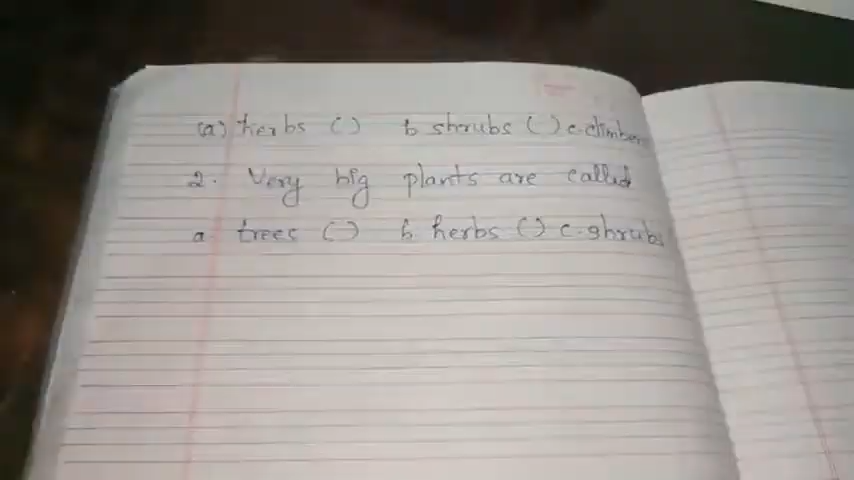 (a) herbs () b shrubs () c. climbers
2. Very big plants are called
a trees () b herbs () c. shrubs